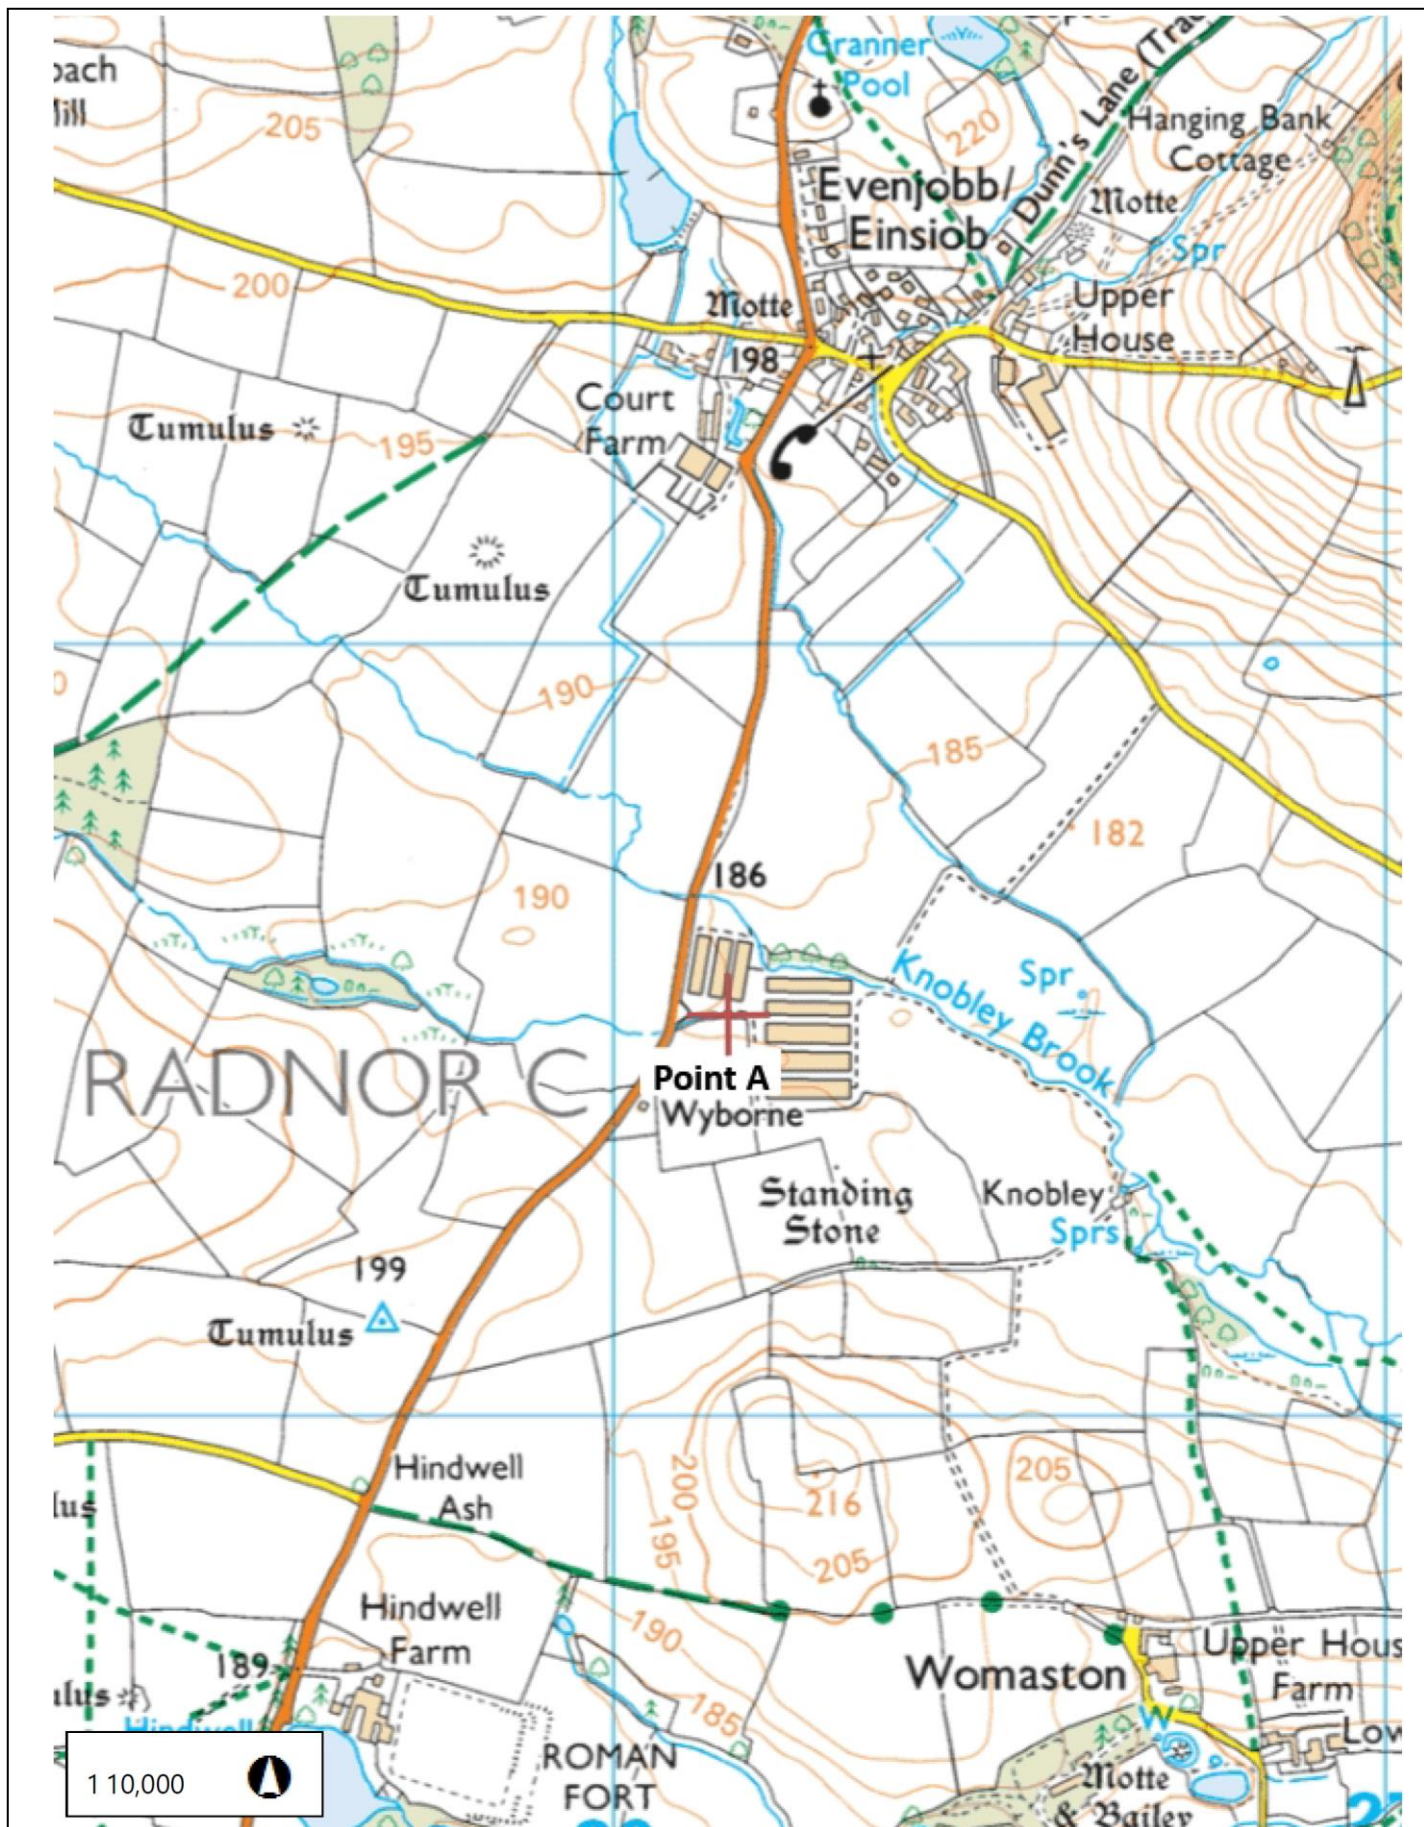 Granner
Pool
205
220
Dunn's Lane
Hanging Bank
Cottage
Evenjobb/
Einsiob
Motte
Spr
200
Motte
Upper
House
198
Court
Farm
Tumulus
195
Tumulus
190
185
182
186
190
Spr
Knobley Brook
RADNOR C
Point A
Wyborne
Standing
Stone
Knobley
Sprs
199
Tumulus
Hindwell
Ash
200
205
216
195
205
Hindwell
Farm
190
189
Womaston
Upper Hous
Farm
185
W
Hindwell
ROMAN
FORT
Low
Motte
& Bailey
1 10,000